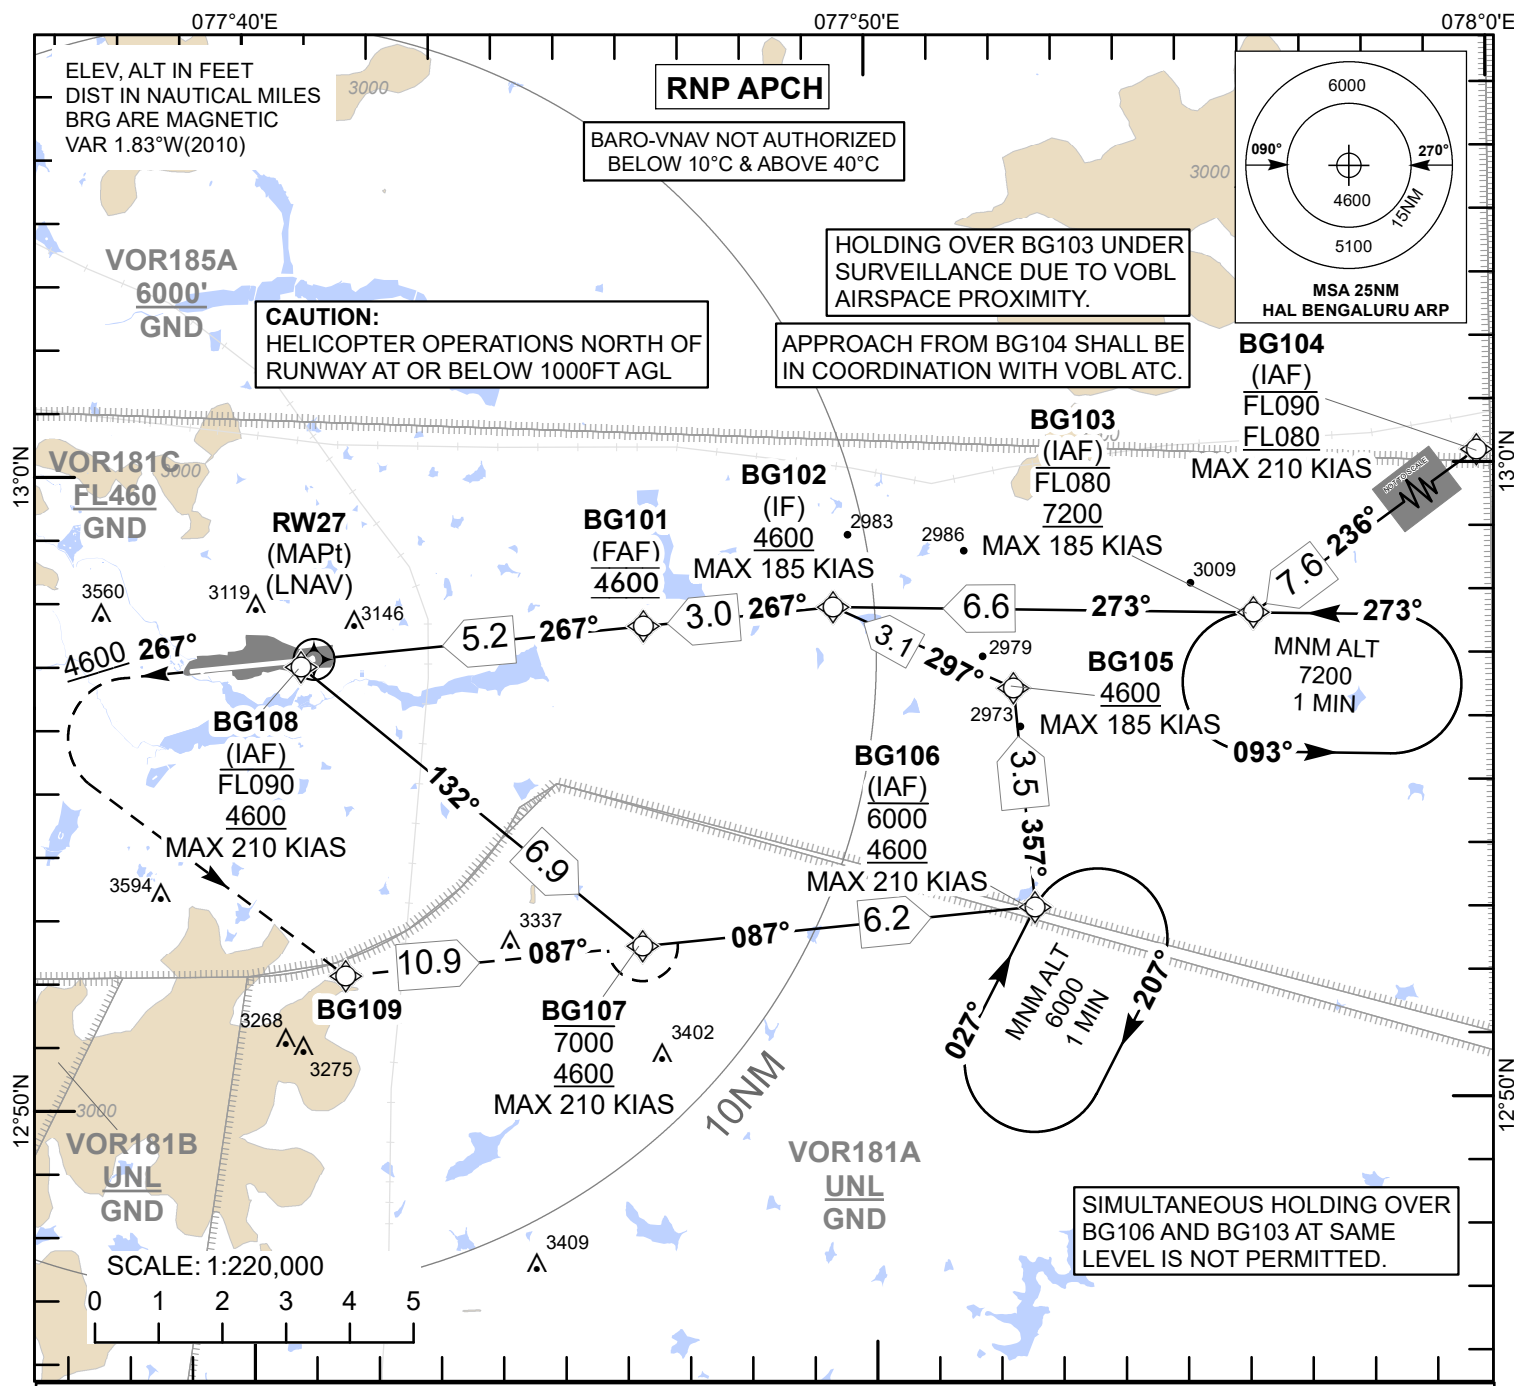 077°40'E
077°50'E
078°0'E
ELEV, ALT IN FEET
DIST IN NAUTICAL MILES
BRG ARE MAGNETIC
VAR 1.83°W(2010)
3000
RNP APCH
BARO-VNAV NOT AUTHORIZED
BELOW 10°C & ABOVE 40°C
3000
6000
090°
270°
4600
15NM
5100
MSA 25NM
HAL BENGALURU ARP
VOR185A
6000'
GND
HOLDING OVER BG103 UNDER
SURVEILLANCE DUE TO VOBL
AIRSPACE PROXIMITY.
CAUTION:
HELICOPTER OPERATIONS NORTH OF
RUNWAY AT OR BELOW 1000FT AGL
APPROACH FROM BG104 SHALL BE
IN COORDINATION WITH VOBL ATC.
BG104
(IAF)
FL090
FL080
MAX 210 KIAS
NOT TO SCALE
13°0'N
13°0'N
VOR181C
FL460
GND
3000
BG103
(IAF)
FL080
7200
MAX 185 KIAS
BG102
(IF)
4600
MAX 185 KIAS
BG101
(FAF)
4600
RW27
(MAPt)
(LNAV)
2983
2986
3009
236°
7.6
3560
3119
3146
267°
4600
5.2
267°
3.0
267°
6.6
273°
273°
3.1
297°
2979
MNM ALT
7200
1 MIN
093°
BG105
4600
MAX 185 KIAS
2973
BG108
(IAF)
FL090
4600
MAX 210 KIAS
132°
6.9
BG106
(IAF)
6000
4600
MAX 210 KIAS
3.5
357°
3594
3337
10.9
087°
087°
6.2
BG109
BG107
7000
4600
MAX 210 KIAS
027°
MNM ALT
6000
1 MIN
207°
3268
3275
3402
10NM
12°50'N
12°50'N
3000
VOR181B
UNL
GND
VOR181A
UNL
GND
SIMULTANEOUS HOLDING OVER
BG106 AND BG103 AT SAME
LEVEL IS NOT PERMITTED.
3409
SCALE: 1:220,000
0 1 2 3 4 5